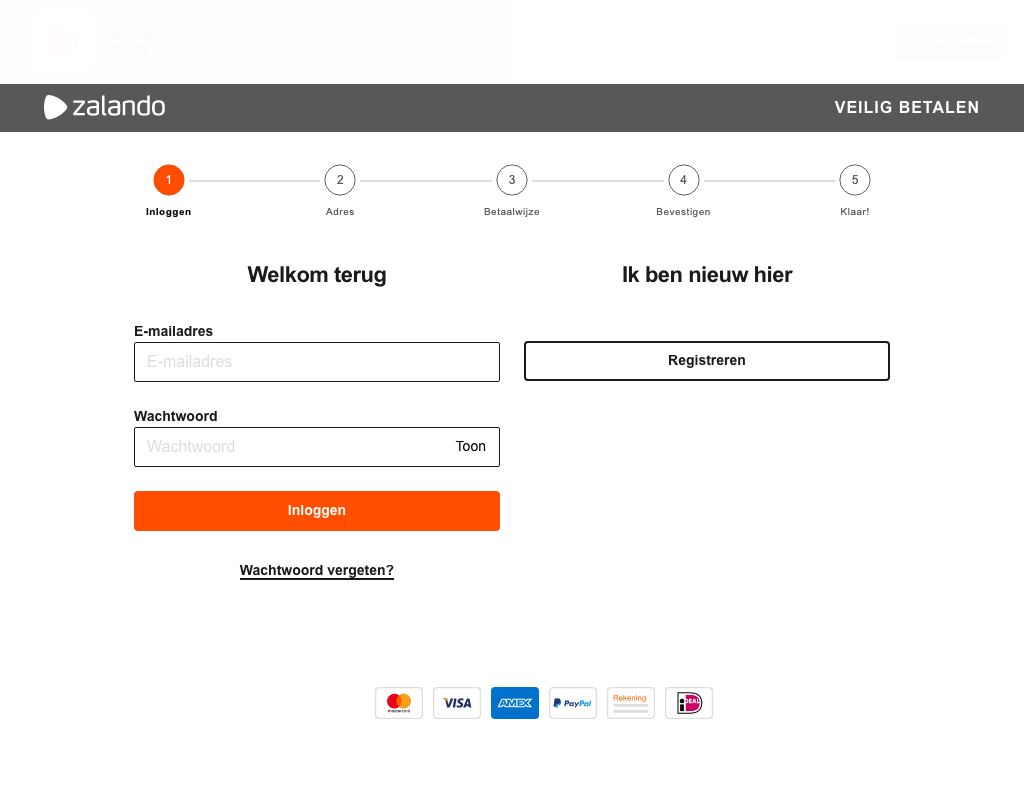 zalando
VEILIG BETALEN
1
2
3
4
5
Inloggen
Adres
Betaalwijze
Bevestigen
Klaar!
Welkom terug
Ik ben nieuw hier
E-mailadres
E-mailadres
Registreren
Wachtwoord
Wachtwoord
Toon
Inloggen
Wachtwoord vergeten?
mastercard
VISA
AMEX
PayPal
Rekening
iDEAL